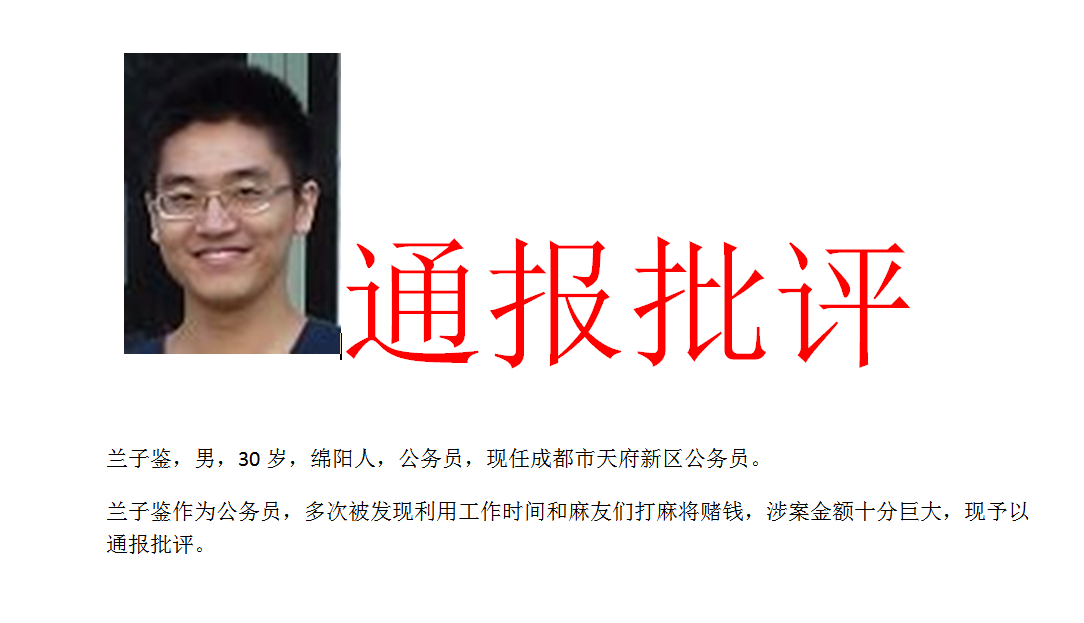 通报批评
兰子鉴，男，30 岁，绵阳人，公务员，现任成都市天府新区公务员。
兰子鉴作为公务员，多次被发现利用工作时间和麻友们打麻将赌钱，涉案金额十分巨大，现予以
通报批评。